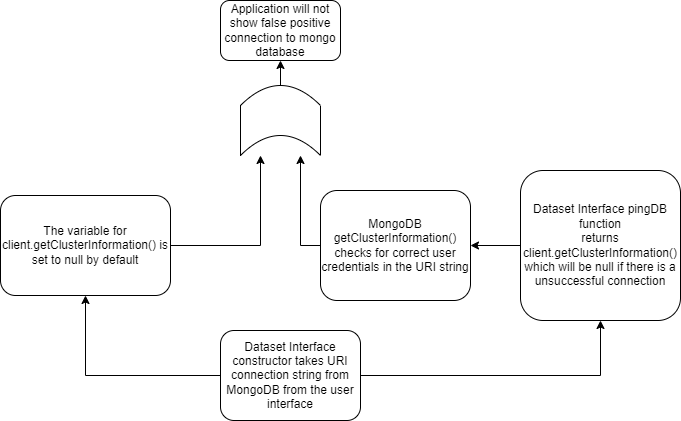 Application will not
show false positive
connection to mongo
database
The variable for
client.getClusterInformation() is
set to null by default
MongoDB
getClusterInformation()
checks for correct user
credentials in the URI string
Dataset Interface pingDB
function
returns
client.getClusterInformation()
which will be null if there is a
unsuccessful connection
Dataset Interface
constructor takes URI
connection string from
MongoDB from the user
interface